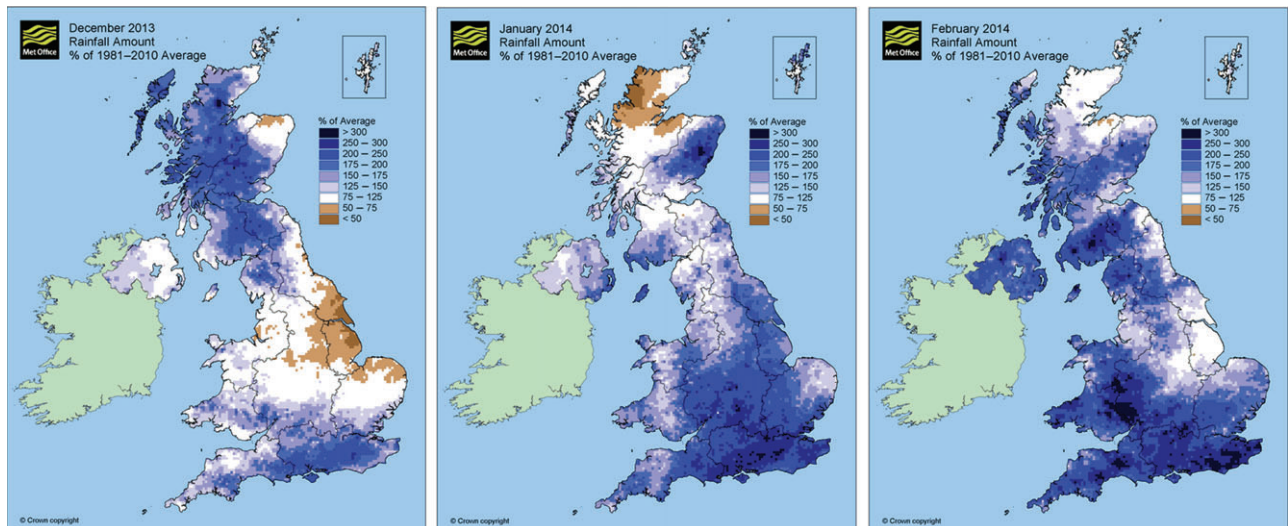 Met Office
December 2013
Rainfall Amount
% of 1981–2010 Average
% of Average
> 300
250 – 300
200 – 250
175 – 200
150 – 175
125 – 150
75 – 125
50 – 75
< 50
© Crown copyright
Met Office
January 2014
Rainfall Amount
% of 1981–2010 Average
% of Average
> 300
250 – 300
200 – 250
175 – 200
150 – 175
125 – 150
75 – 125
50 – 75
< 50
© Crown copyright
Met Office
February 2014
Rainfall Amount
% of 1981–2010 Average
% of Average
> 300
250 – 300
200 – 250
175 – 200
150 – 175
125 – 150
75 – 125
50 – 75
< 50
© Crown copyright